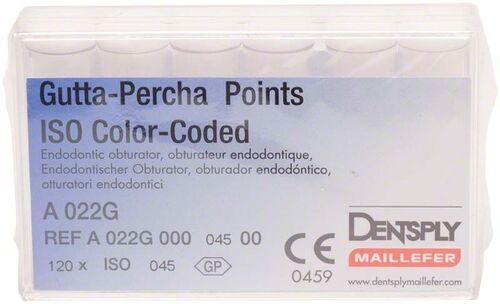 Gutta-Percha Points
ISO Color-Coded
Endodontic obturator, obturateur endodontique,
Endodontischer Obturator, obturador endodóntico,
otturatori endodontici
A 022G
REF A 022G 000 045 00
120 x ISO 045 GP
CE
0459
DENSPLY
MAILLEFER
www.dentsplymaillefer.com